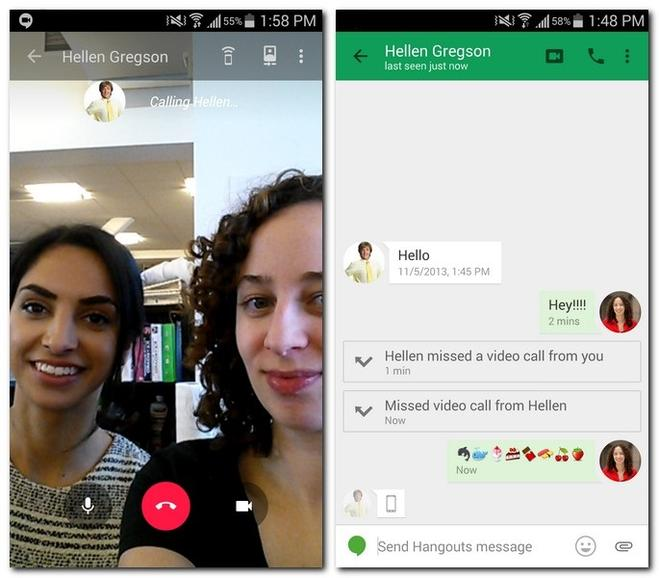 55% 1:58 PM
Hellen Gregson
Calling Hellen...
58% 1:48 PM
Hellen Gregson
last seen just now
Hello
11/5/2013, 1:45 PM
Hey!!!!
2 mins
Hellen missed a video call from you
1 min
Missed video call from Hellen
Now
Now
Send Hangouts message